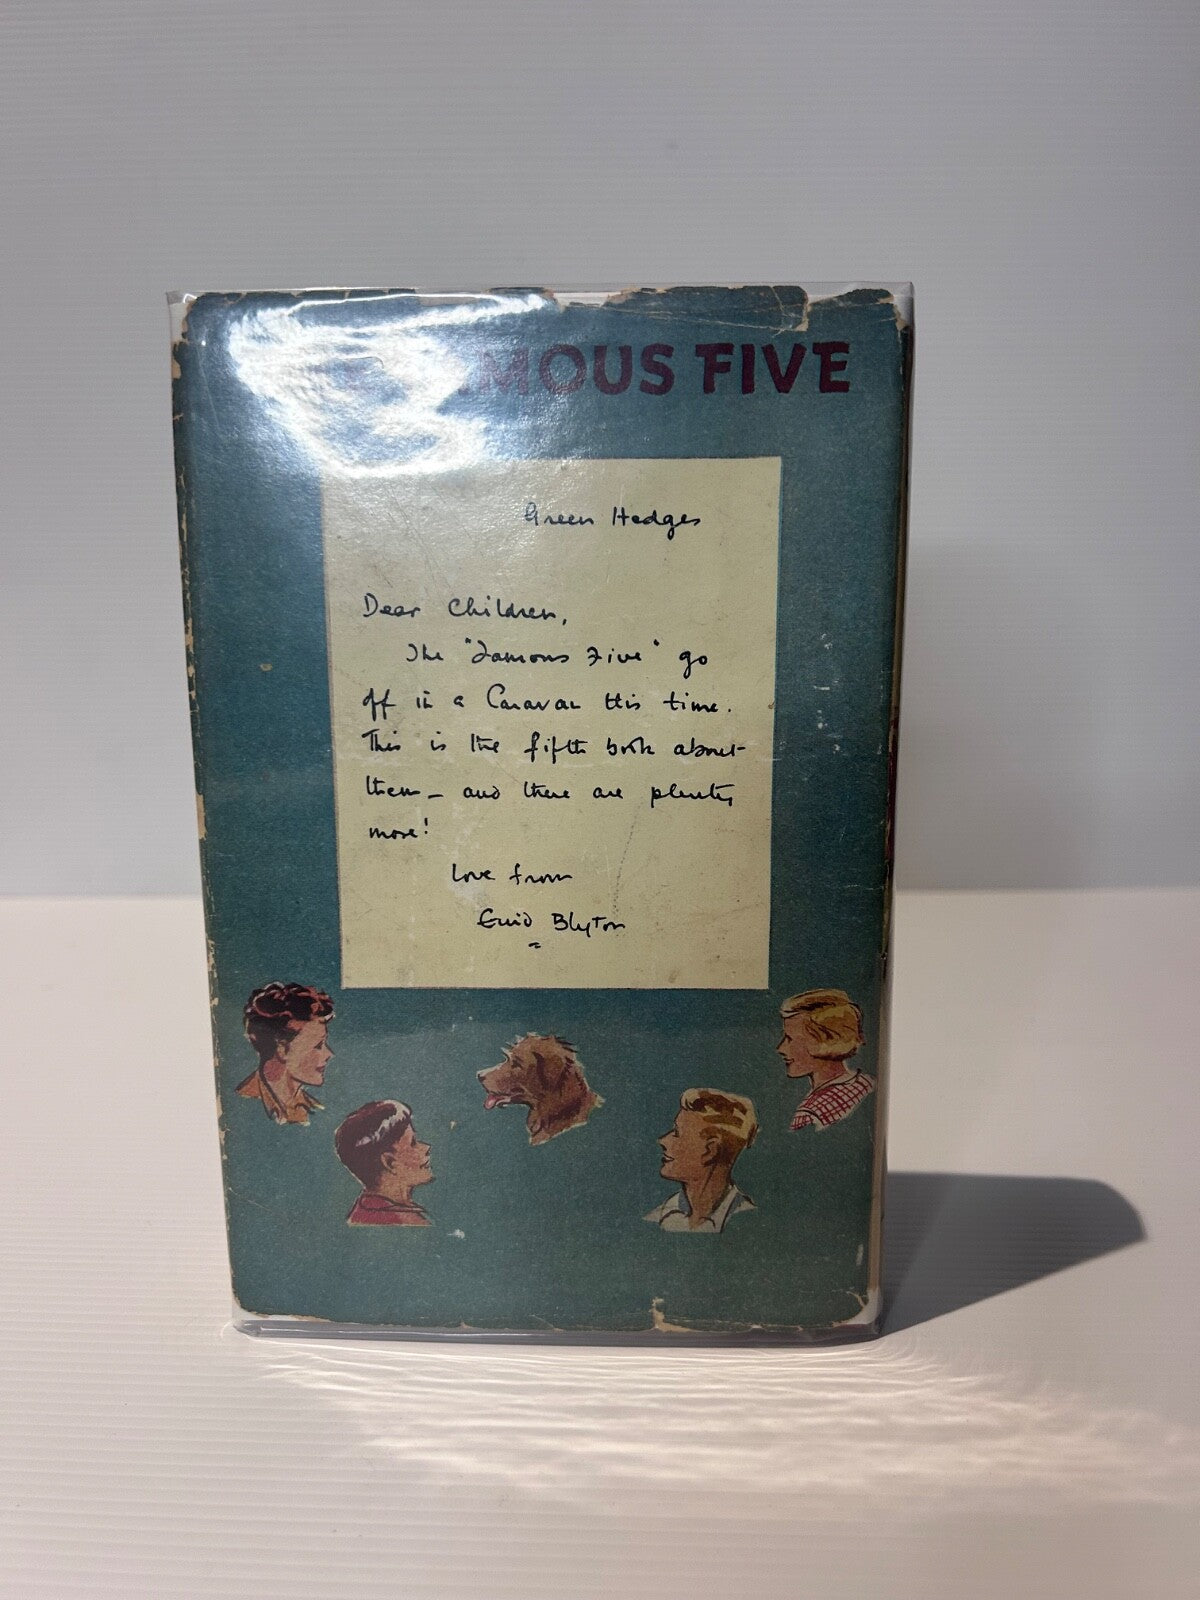 FAMOUS FIVE
Green Hedges
Dear Children,
The "Famous Five" go
off in a Caravan this time.
This is the fifth book about
them – and there are plenty
more!
Love from
Enid Blyton